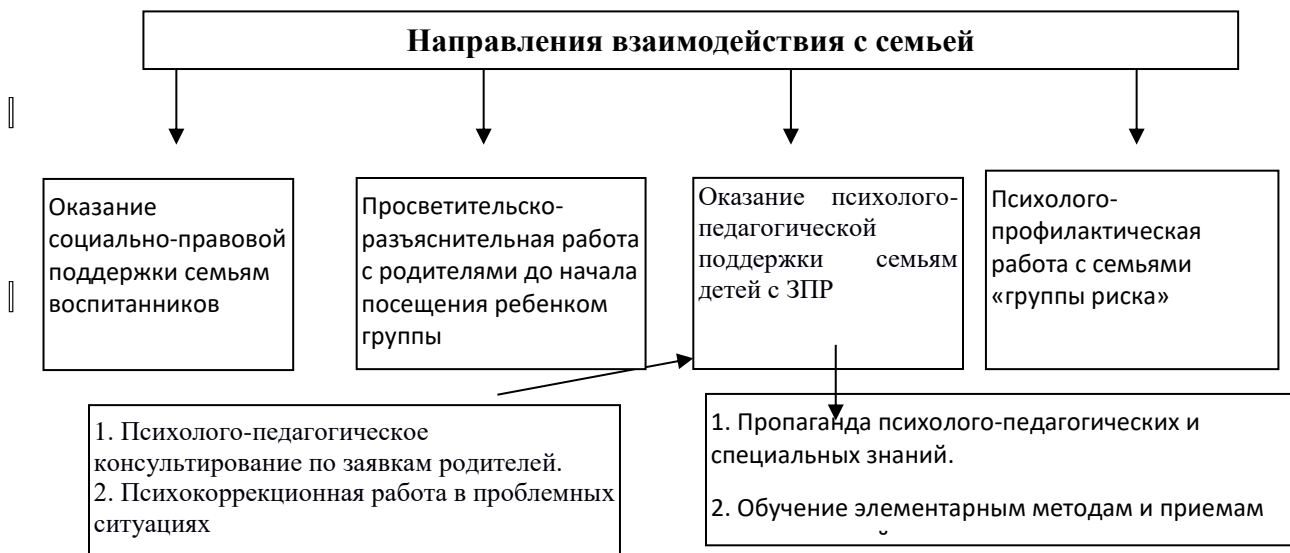 Направления взаимодействия с семьей
Оказание
социально-правовой
поддержки семьям
воспитанников
Просветительско-
разъяснительная работа
с родителями до начала
посещения ребенком
группы
Оказание психолого-
педагогической
поддержки семьям
детей с ЗПР
Психолого-
профилактическая
работа с семьями
«группы риска»
1. Психолого-педагогическое
консультирование по заявкам родителей.
2. Психокоррекционная работа в проблемных
ситуациях
1. Пропаганда психолого-педагогических и
специальных знаний.
2. Обучение элементарным методам и приемам